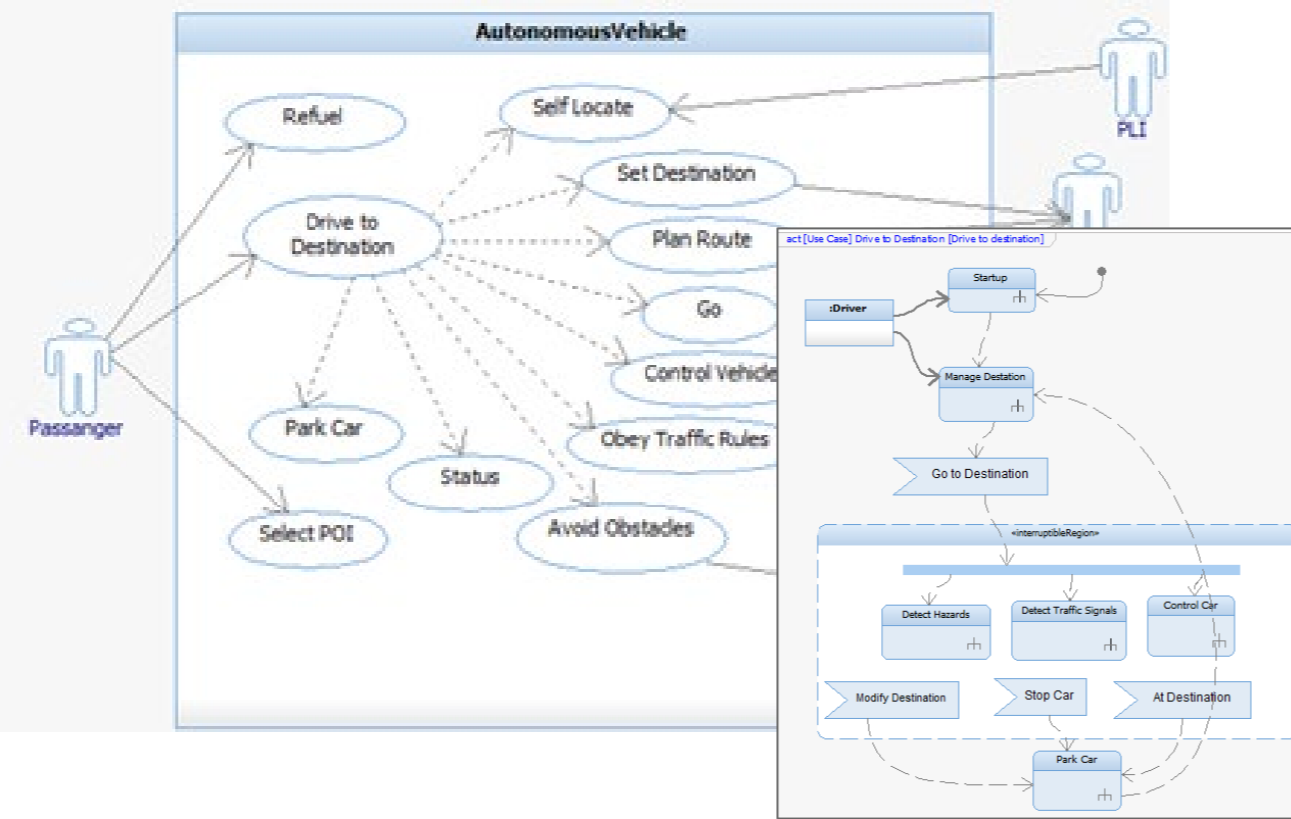 AutonomousVehicle
Refuel
Self Locate
PLI
Set Destination
Drive to
Destination
Plan Route
Go
Control Vehicle
Passanger
Park Car
Obey Traffic Rules
Status
Select POI
Avoid Obstacles
act [Use Case] Drive to Destination [Drive to destination]
Startup
:Driver
Manage Destation
Go to Destination
«interruptibleRegion»
Detect Hazards
Detect Traffic Signals
Control Car
Modify Destination
Stop Car
At Destination
Park Car